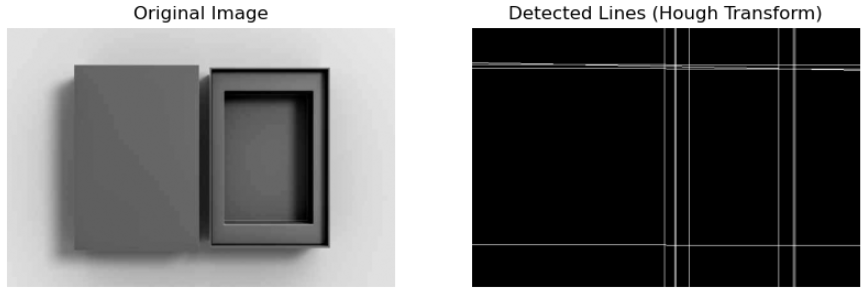 Original Image
Detected Lines (Hough Transform)